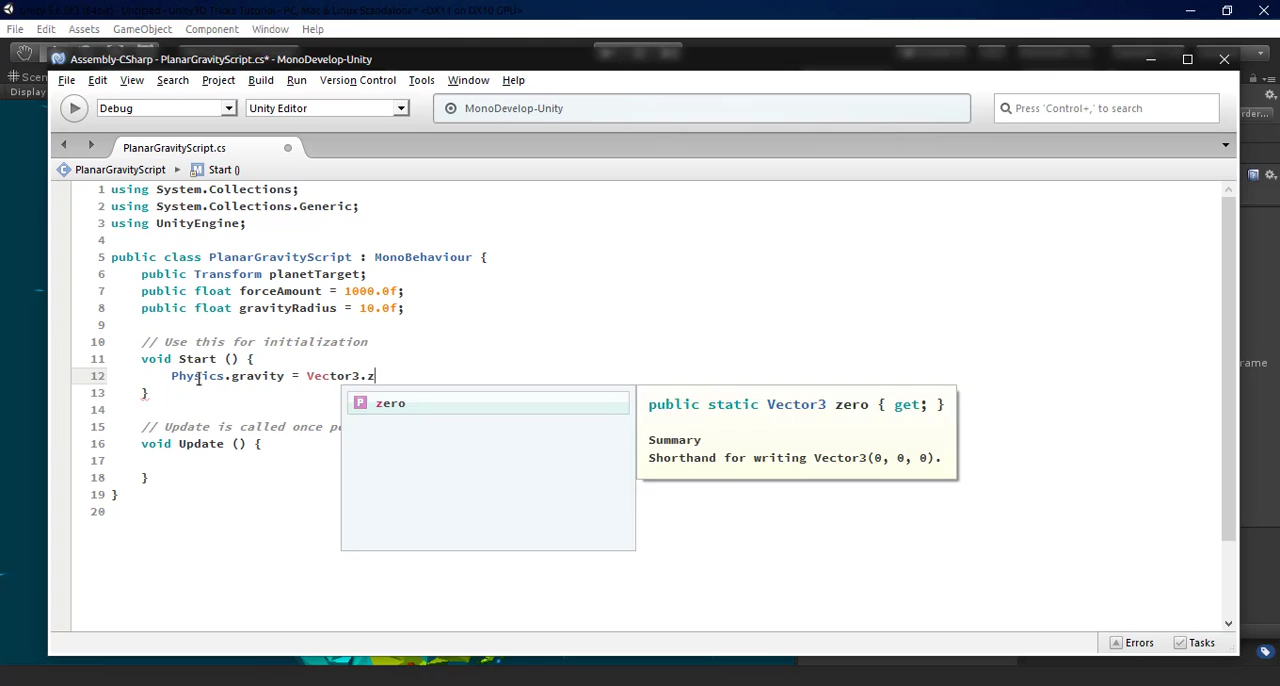 File Edit Assets GameObject Component Window Help
Scen
Display
rder...
frame
Assembly-CSharp - PlanarGravityScript.cs* - MonoDevelop-Unity
File Edit View Search Project Build Run Version Control Tools Window Help
Debug Unity Editor MonoDevelop-Unity Press 'Control+,' to search
PlanarGravityScript.cs
PlanarGravityScript Start ()
1 using System.Collections;
2 using System.Collections.Generic;
3 using UnityEngine;
4
5 public class PlanarGravityScript : MonoBehaviour {
6 public Transform planetTarget;
7 public float forceAmount = 1000.0f;
8 public float gravityRadius = 10.0f;
9
10 // Use this for initialization
11 void Start () {
12 Physics.gravity = Vector3.z
13 }
14
15 // Update is called once pe
16 void Update () {
17
18 }
19 }
20
zero
public static Vector3 zero { get; }
Summary
Shorthand for writing Vector3(0, 0, 0).
Errors Tasks